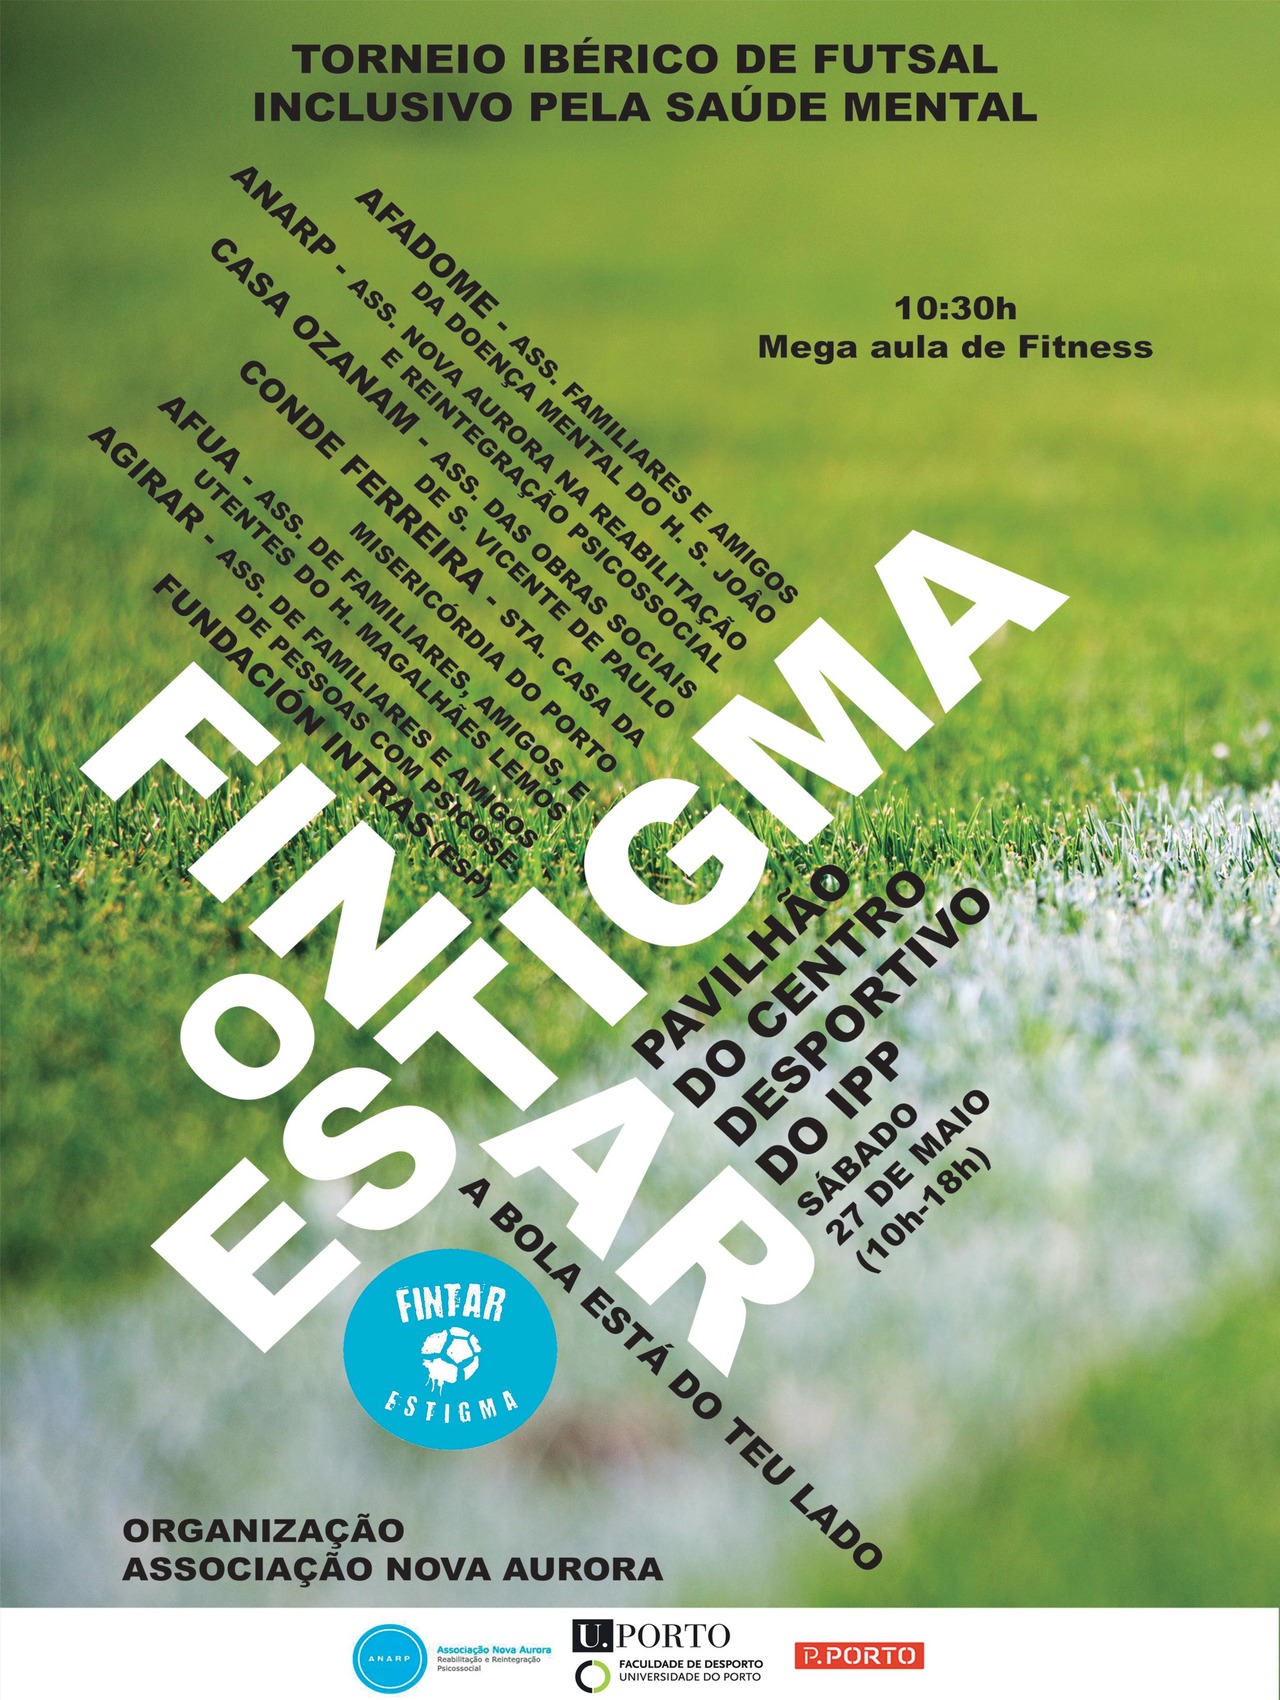 TORNEIO IBÉRICO DE FUTSAL
INCLUSIVO PELA SAÚDE MENTAL
10:30h
Mega aula de Fitness
AFADOME - ASS. FAMILIARES E AMIGOS
DA DOENÇA MENTAL DO H. S. JOÃO
ANARP - ASS. NOVA AURORA NA REABILITAÇÃO
E REINTEGRAÇÃO PSICOSSOCIAL
CASA OZANAM - ASS. DAS OBRAS SOCIAIS
DE S. VICENTE DE PAULO
CONDE FERREIRA - STA. CASA DA
MISERICÓRDIA DO PORTO
AFUA - ASS. DE FAMILIARES, AMIGOS, E
UTENTES DO H. MAGALHÃES LEMOS
AGIRAR - ASS. DE FAMILIARES E AMIGOS
DE PESSOAS COM PSICOSE
FUNDACIÓN INTRAS (ESP)
FINTAR
O
ESTIGMA
PAVILHÃO
DO CENTRO
DESPORTIVO
DO IPP
SÁBADO
27 DE MAIO
(10h-18h)
A BOLA ESTÁ DO TEU LADO
FINTAR
ESTIGMA
ORGANIZAÇÃO
ASSOCIAÇÃO NOVA AURORA
ANARP
Associação Nova Aurora
Reabilitação e Reintegração
Psicossocial
U.PORTO
FACULDADE DE DESPORTO
UNIVERSIDADE DO PORTO
P.PORTO